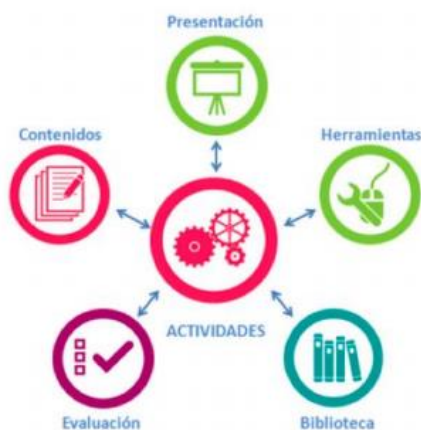 Presentación
Contenidos
Herramientas
ACTIVIDADES
Evaluación
Biblioteca